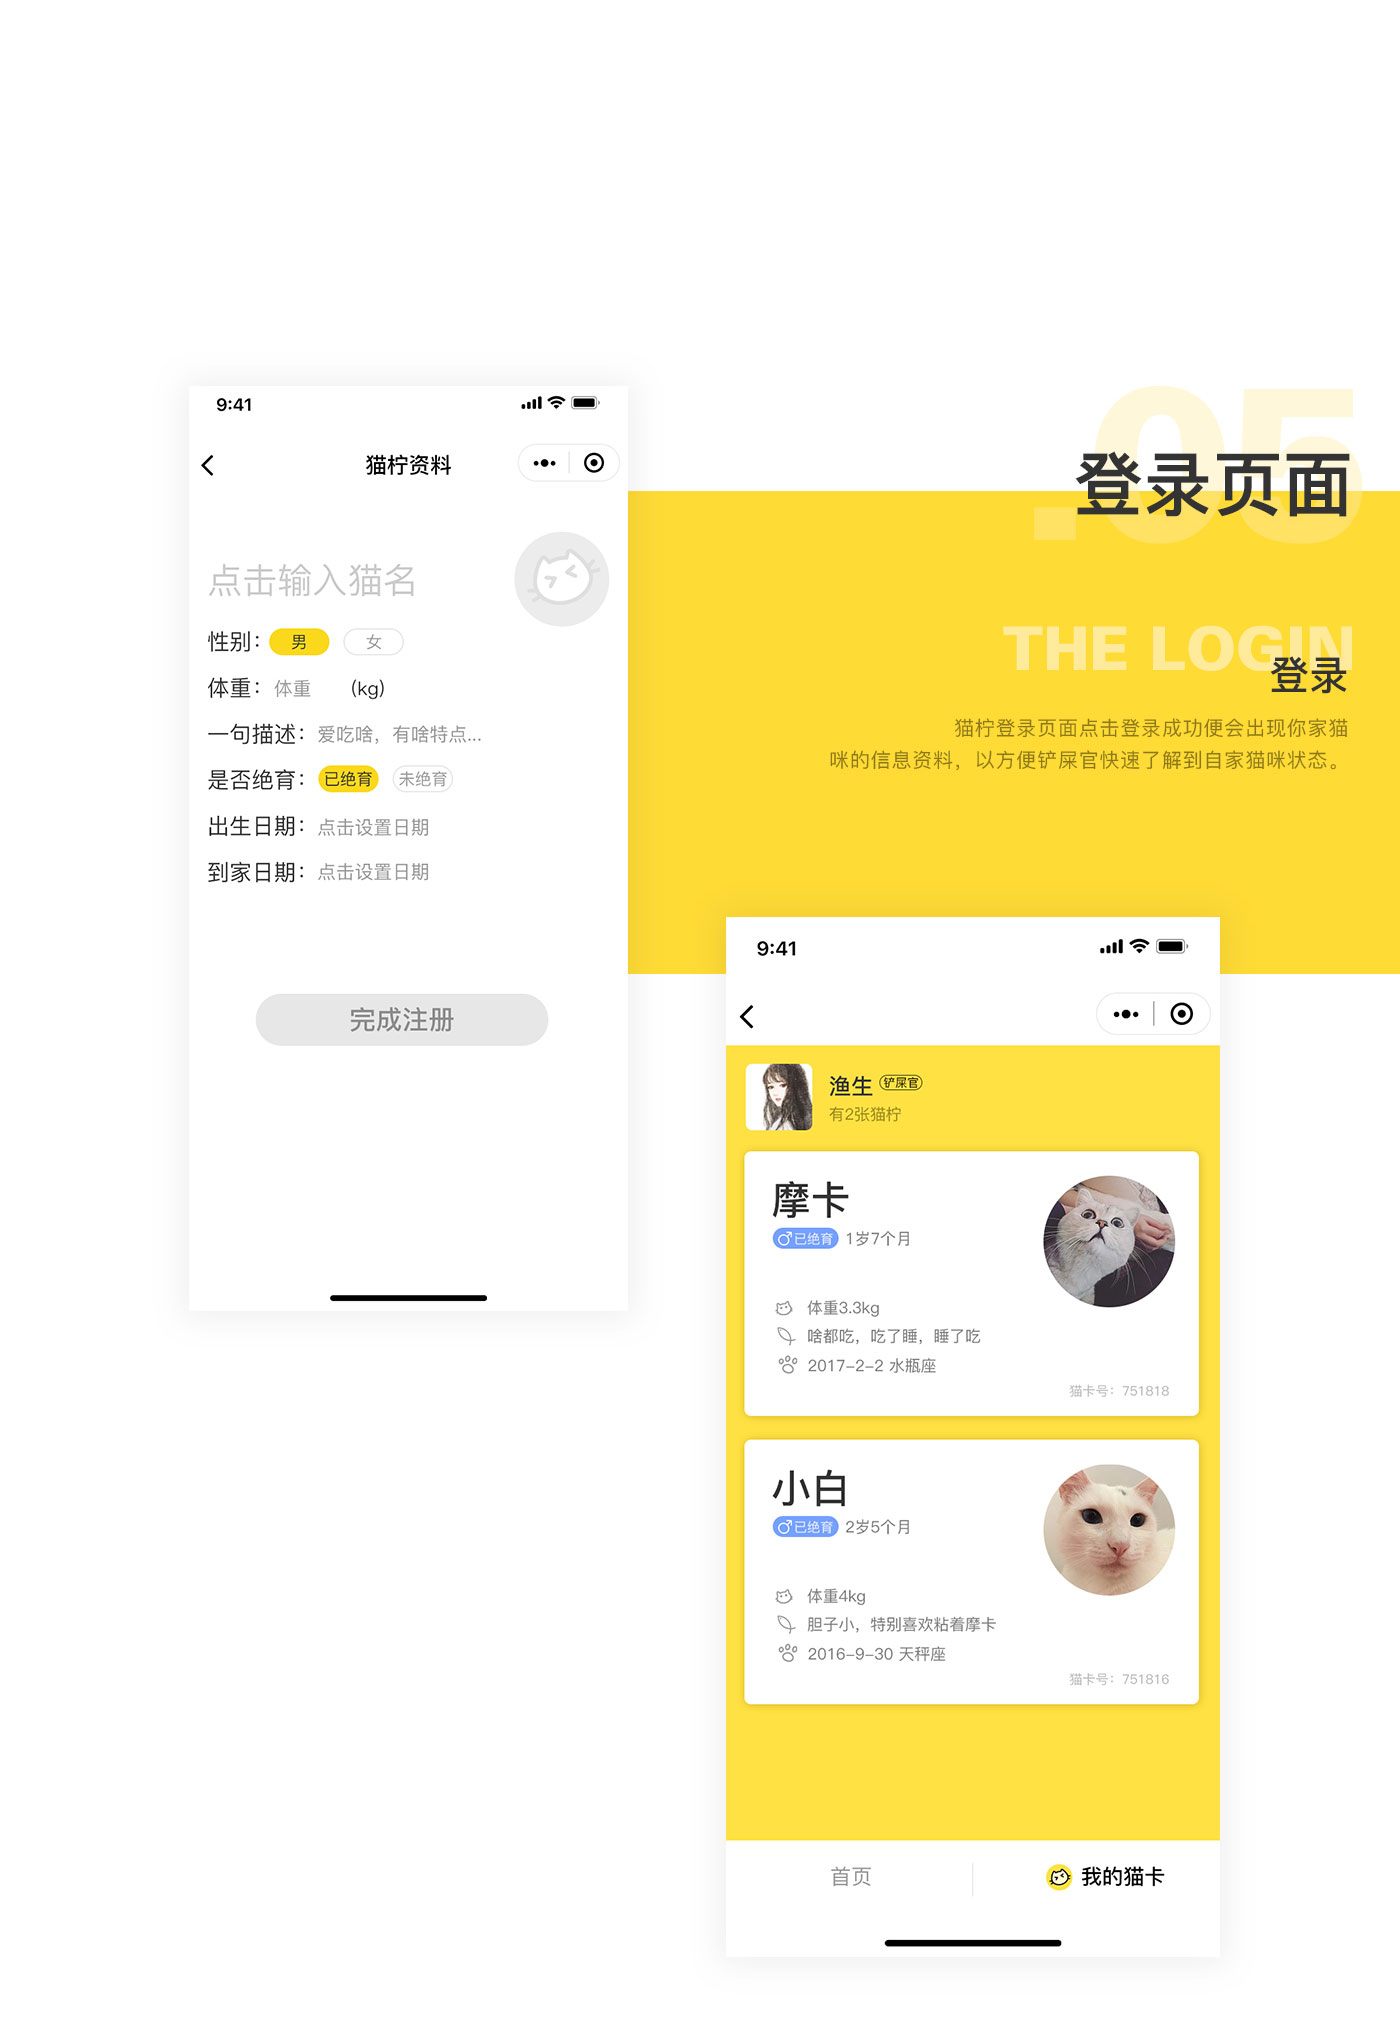 9:41
猫柠资料
点击输入猫名
性别： 男 女
体重： 体重 (kg)
一句描述： 爱吃啥，有啥特点...
是否绝育： 已绝育 未绝育
出生日期： 点击设置日期
到家日期： 点击设置日期
完成注册
.05
登录页面
THE LOGIN
登录
猫柠登录页面点击登录成功便会出现你家猫
咪的信息资料，以方便铲屎官快速了解到自家猫咪状态。
9:41
渔生 铲屎官
有2张猫柠
摩卡
已绝育 1岁7个月
体重3.3kg
啥都吃，吃了睡，睡了吃
2017-2-2 水瓶座
猫卡号：751818
小白
已绝育 2岁5个月
体重4kg
胆子小，特别喜欢粘着摩卡
2016-9-30 天秤座
猫卡号：751816
首页 我的猫卡